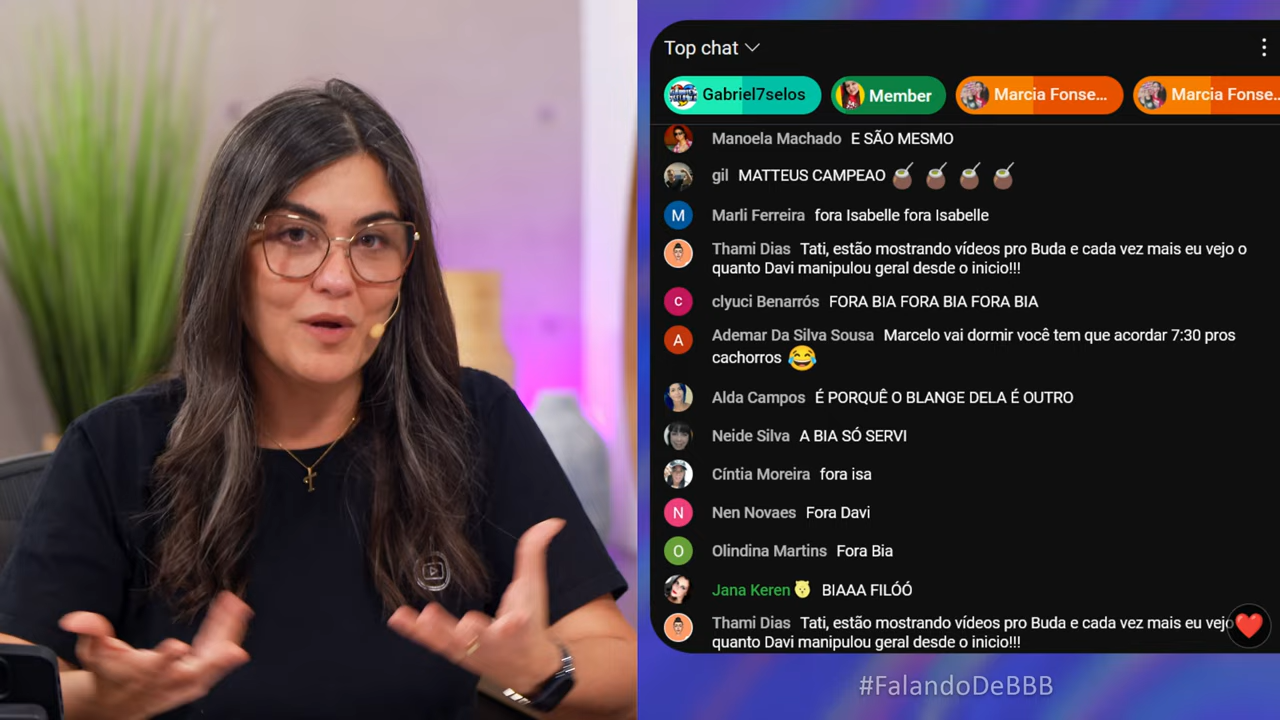 Top chat
Gabriel7selos
Member
Marcia Fonse...
Marcia Fonse...
Manoela Machado E SÃO MESMO
gil MATTEUS CAMPEAO 🧉 🧉 🧉 🧉
M
Marli Ferreira fora Isabelle fora Isabelle
Thami Dias Tati, estão mostrando vídeos pro Buda e cada vez mais eu vejo o
quanto Davi manipulou geral desde o inicio!!!
c
clyuci Benarrós FORA BIA FORA BIA FORA BIA
A
Ademar Da Silva Sousa Marcelo vai dormir você tem que acordar 7:30 pros
cachorros 😂
Alda Campos É PORQUÊ O BLANGE DELA É OUTRO
Neide Silva A BIA SÓ SERVI
Cíntia Moreira fora isa
N
Nen Novaes Fora Davi
O
Olindina Martins Fora Bia
Jana Keren BIAAA FILÓÓ
Thami Dias Tati, estão mostrando vídeos pro Buda e cada vez mais eu vejo
quanto Davi manipulou geral desde o inicio!!!
#FalandoDeBBB